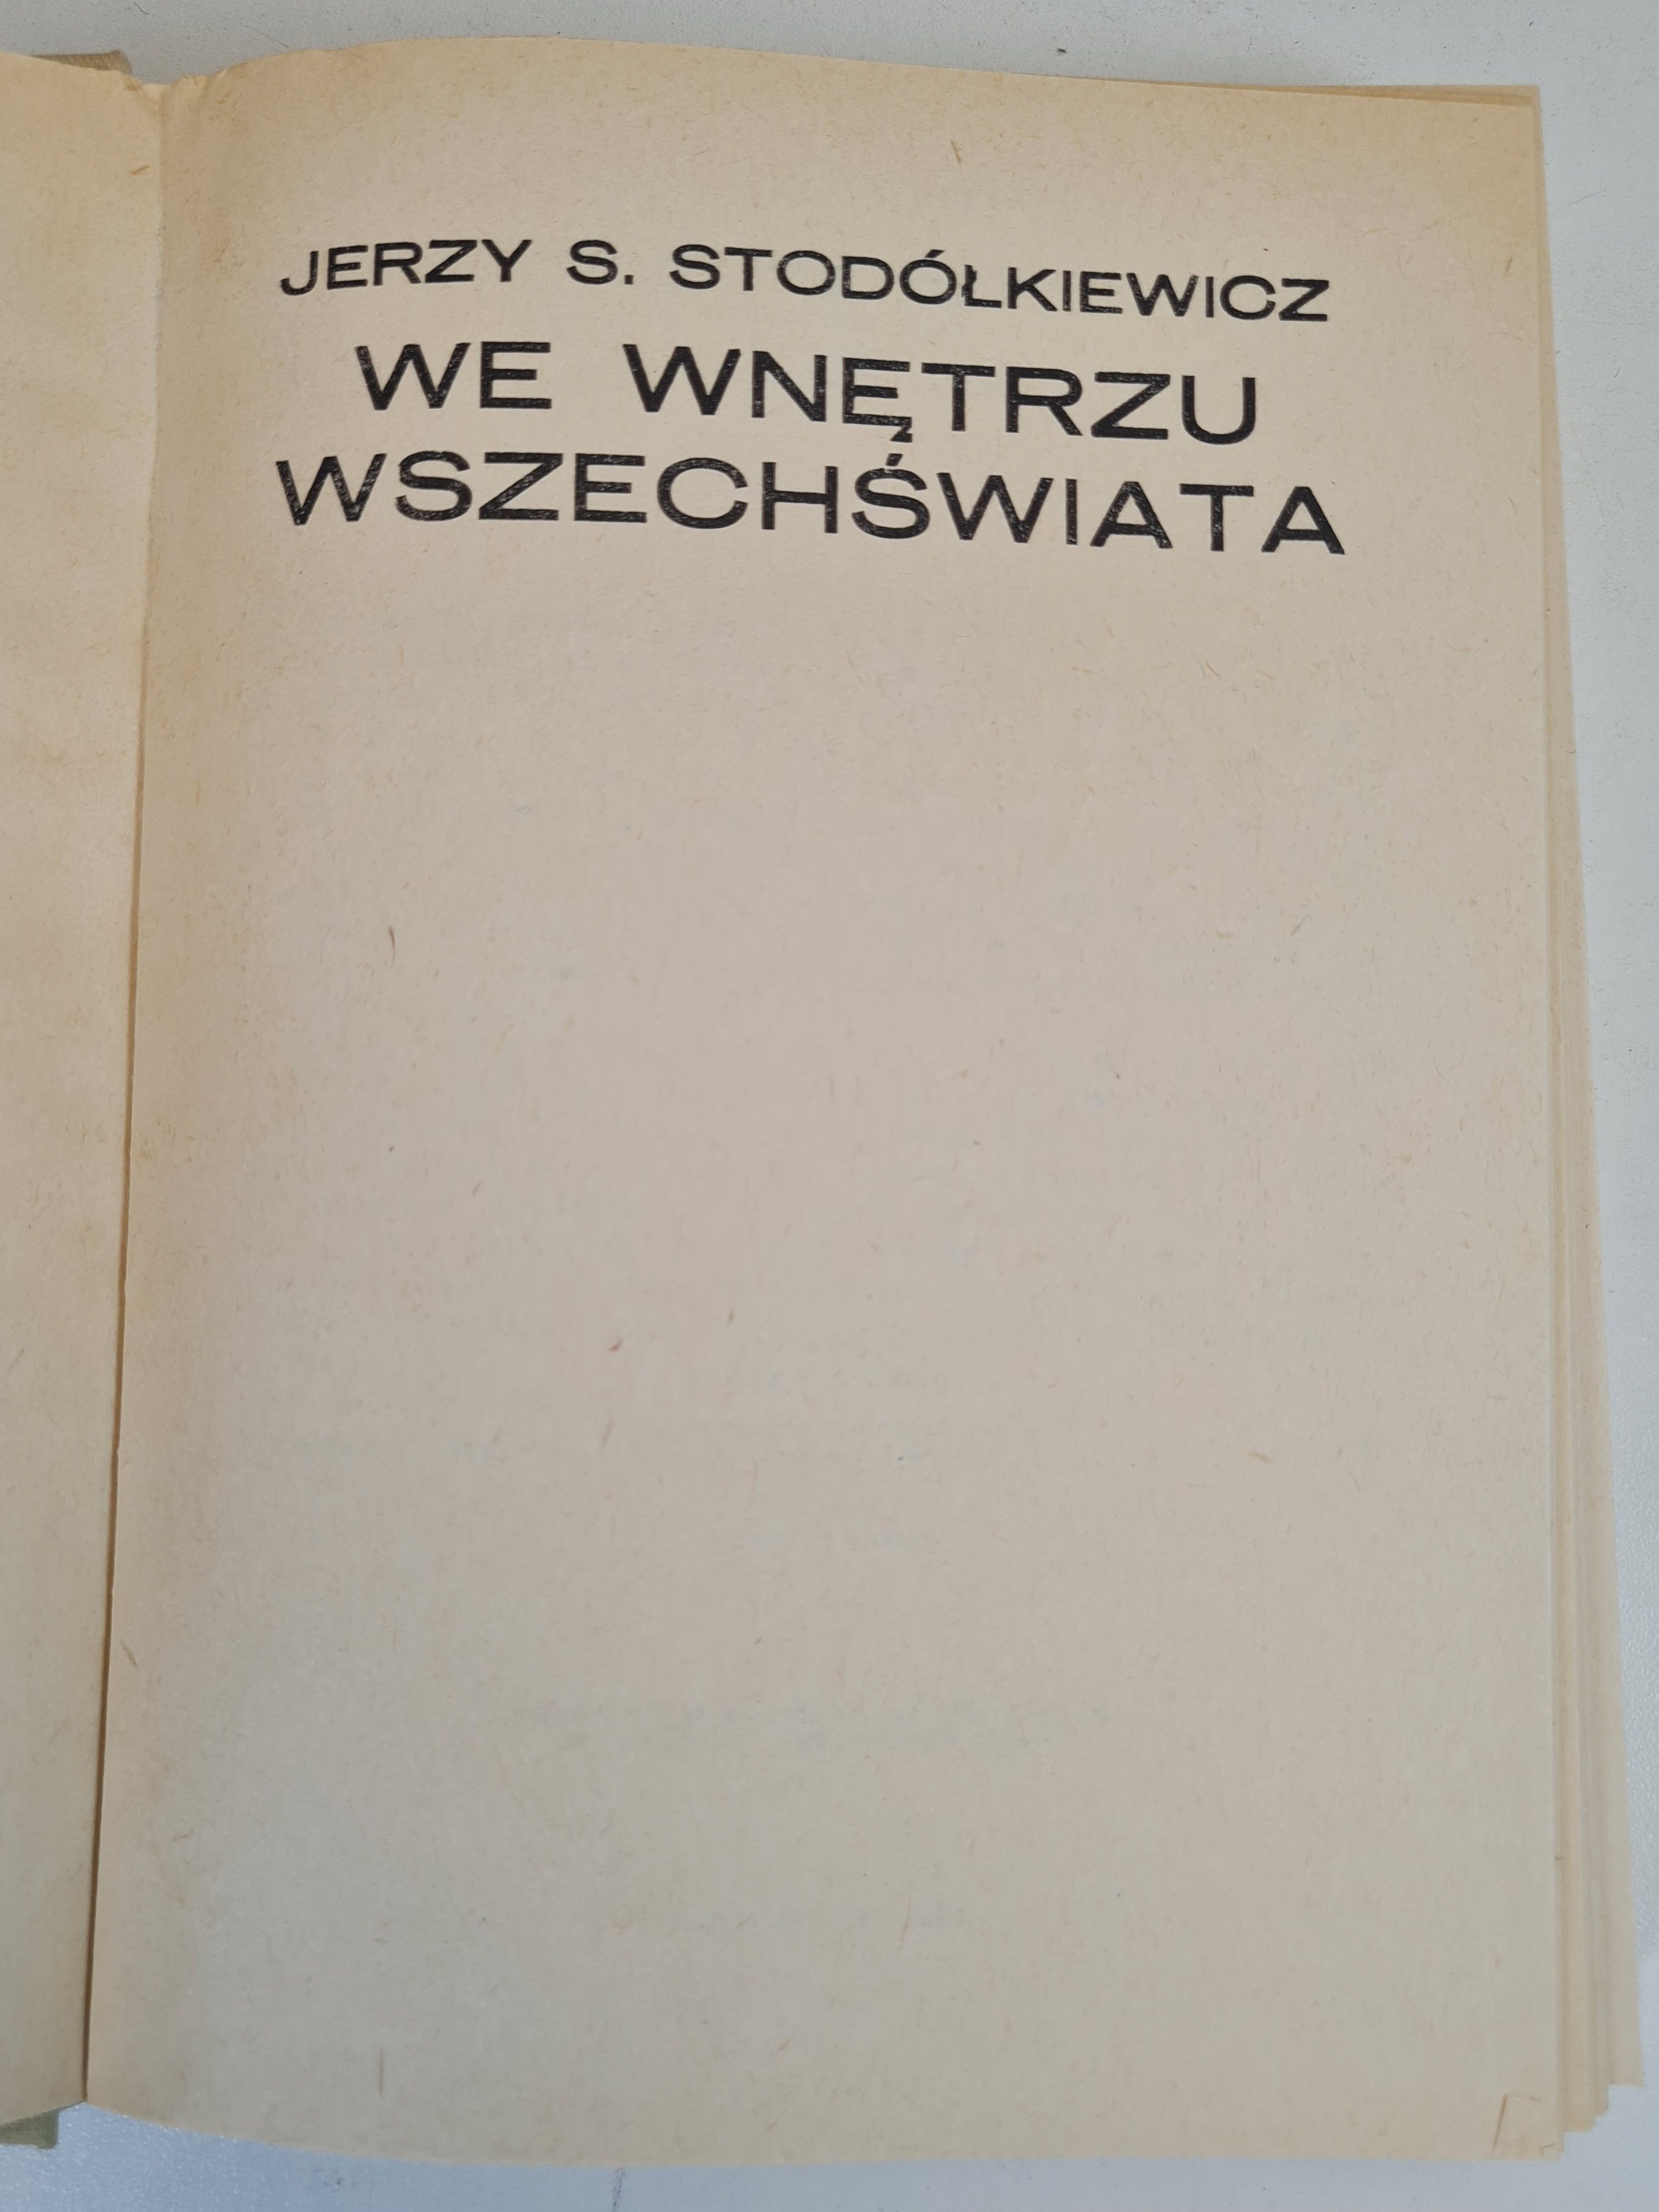 JERZY S. STODÓŁKIEWICZ
WE WNĘTRZU
WSZECHŚWIATA